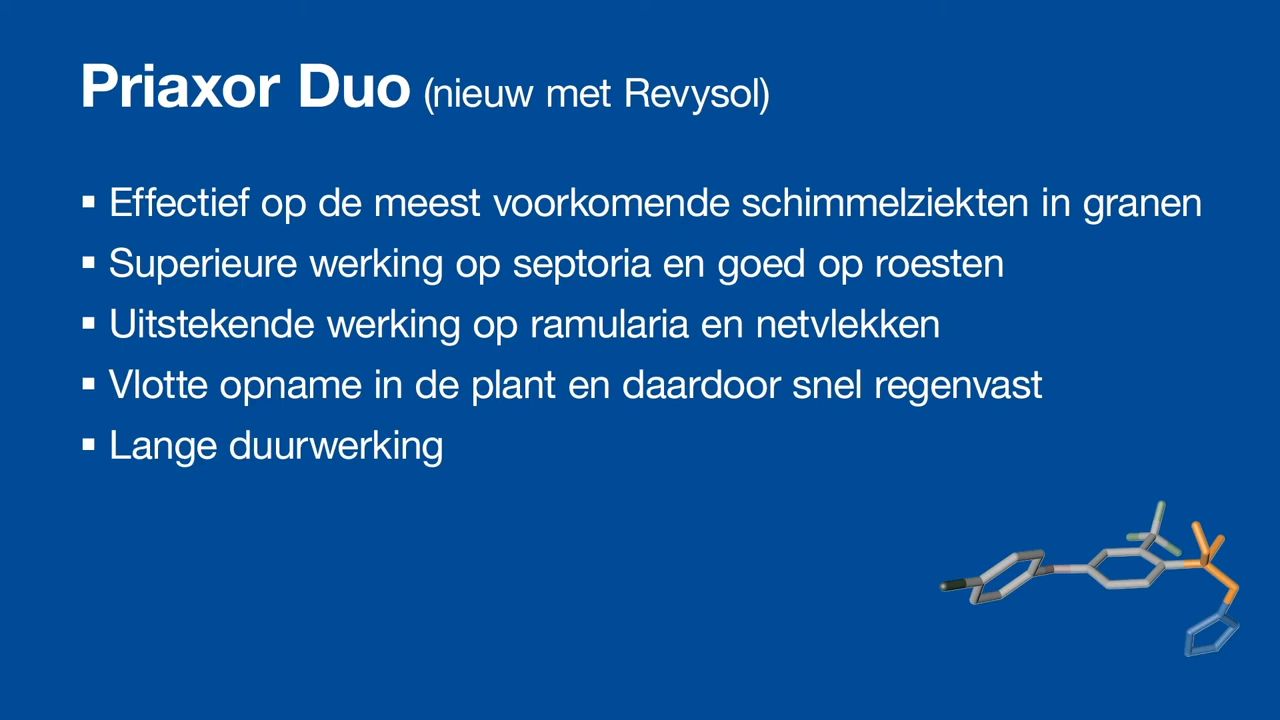 Priaxor Duo (nieuw met Revysol)
▪ Effectief op de meest voorkomende schimmelziekten in granen
▪ Superieure werking op septoria en goed op roesten
▪ Uitstekende werking op ramularia en netvlekken
▪ Vlotte opname in de plant en daardoor snel regenvast
▪ Lange duurwerking